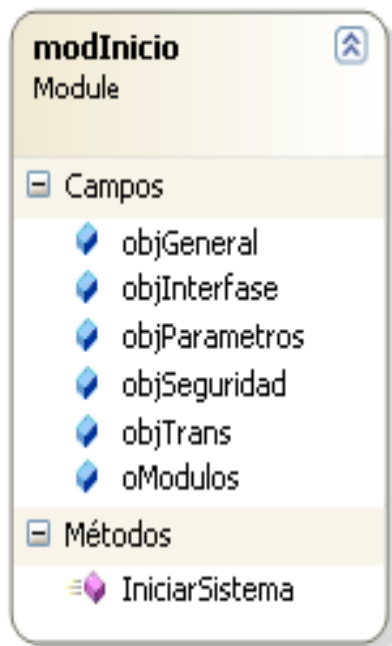 modInicio
Module
Campos
objGeneral
objInterfase
objParametros
objSeguridad
objTrans
oModulos
Métodos
IniciarSistema